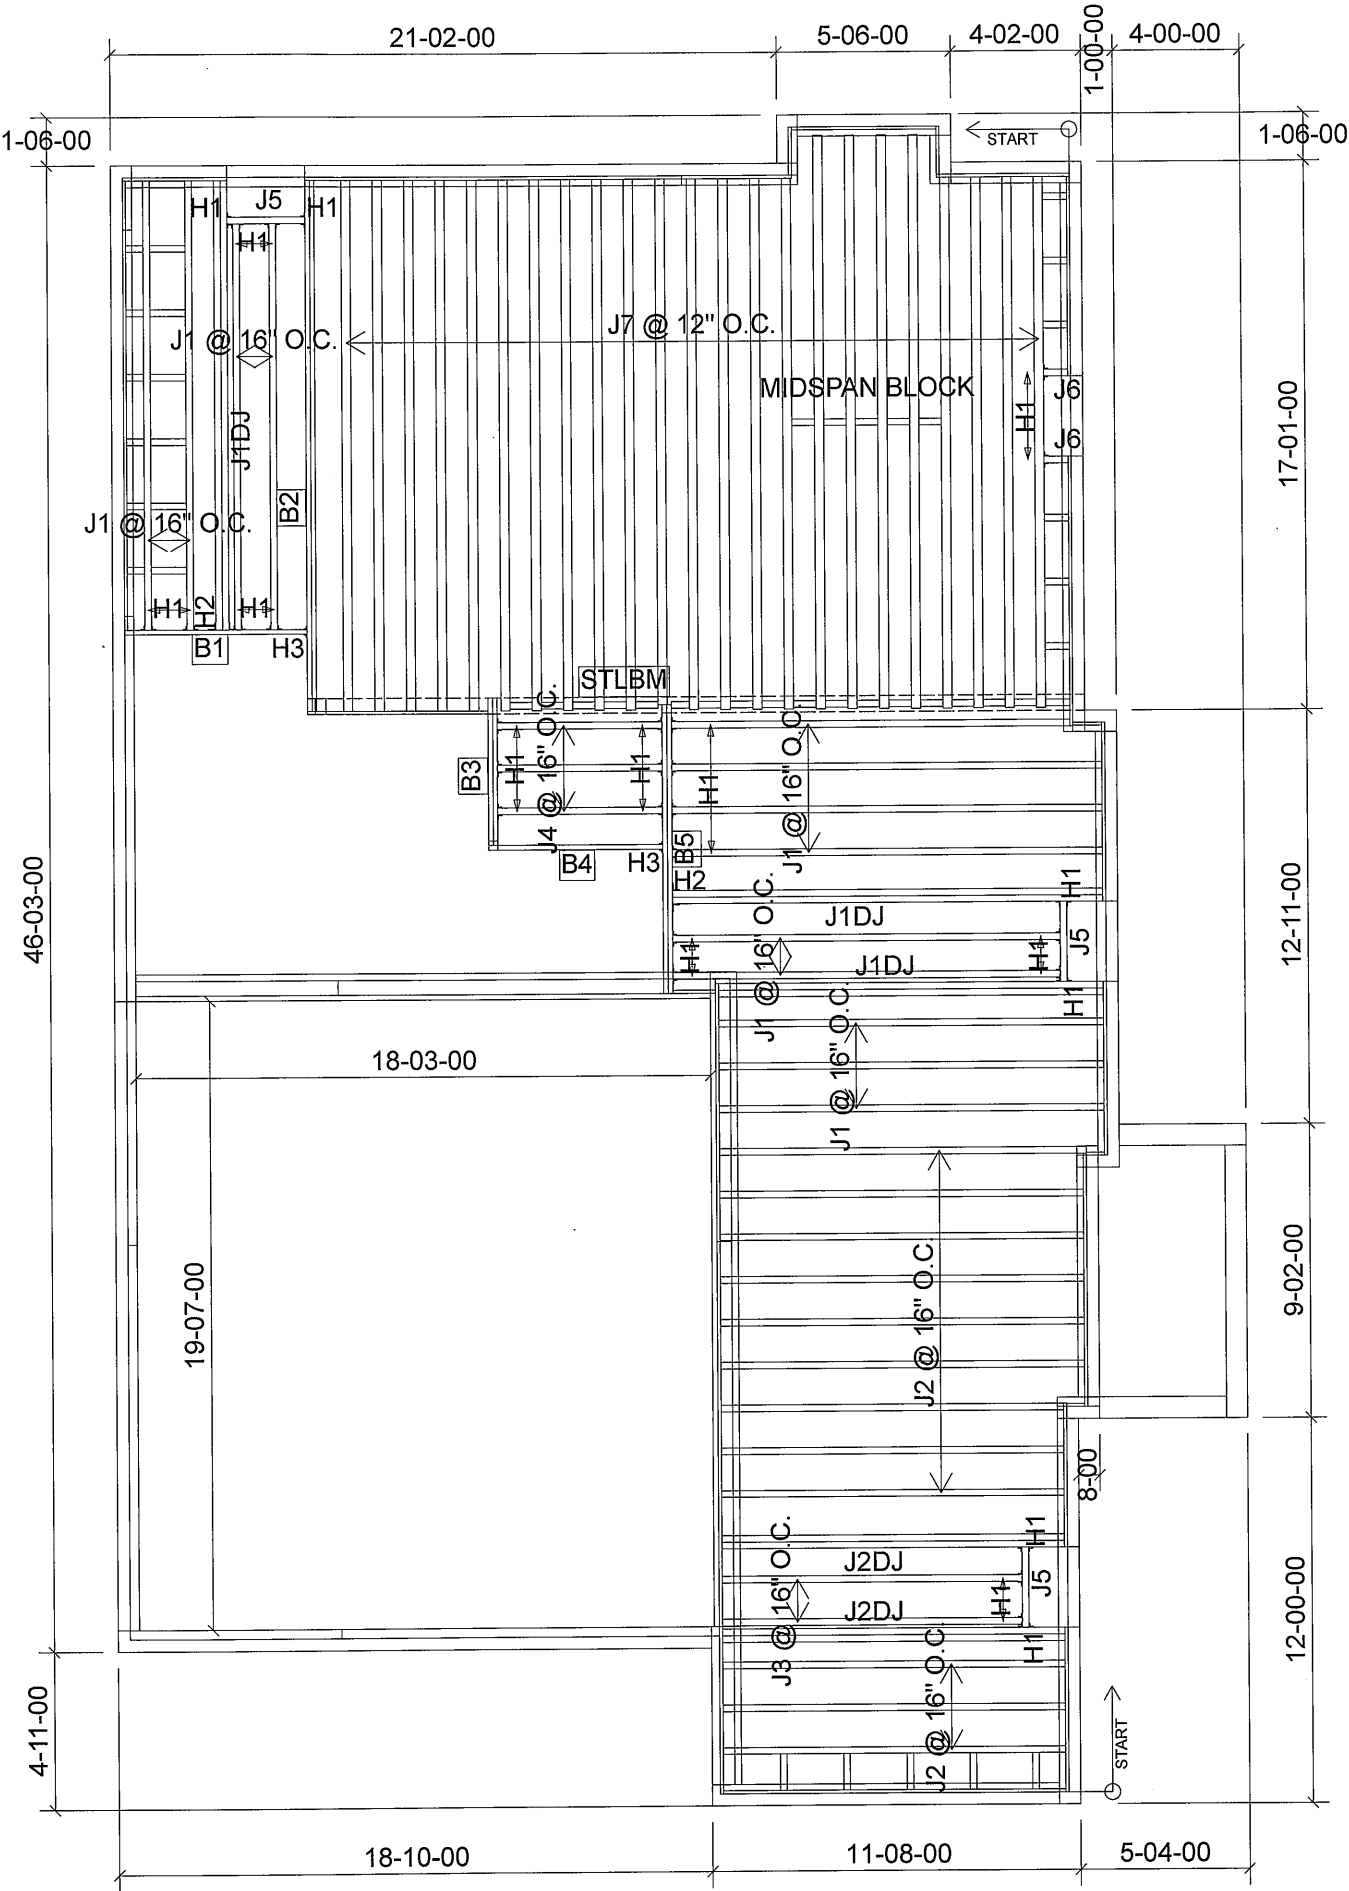 21-02-00
5-06-00
4-02-00
1-00-00
4-00-00
1-06-00
START
1-06-00
H1
J5
H1
H1
J7 @ 12" O.C.
J1 @ 16" O.C.
MIDSPAN BLOCK
J6
H1
J6
J1DJ
17-01-00
B2
J1 @ 16" O.C.
H1
H2
H1
B1
H3
STLBM
B3
H1
J4 @ 16" O.C.
H1
H1
J1 @ 16" O.C.
B4
H3
B5
H2
H1
46-03-00
12-11-00
J1DJ
J1 @ 16" O.C.
H1
H1
J5
J1DJ
H1
J1 @ 16" O.C.
18-03-00
19-07-00
J2 @ 16" O.C.
9-02-00
8-00
H1
J2DJ
J3 @ 16" O.C.
H1
J5
J2DJ
H1
12-00-00
J2 @ 16" O.C.
4-11-00
START
18-10-00
11-08-00
5-04-00